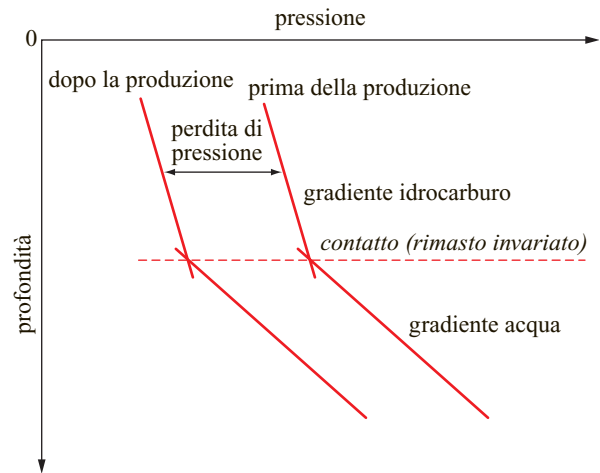 pressione
0
dopo la produzione
prima della produzione
perdita di
pressione
gradiente idrocarburo
contatto (rimasto invariato)
profondità
gradiente acqua